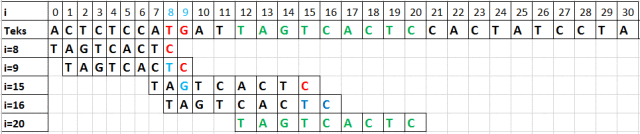 i 0 1 2 3 4 5 6 7 8 9 10 11 12 13 14 15 16 17 18 19 20 21 22 23 24 25 26 27 28 29 30
Teks A C T C T C C A T G A T T A G T C A C T C C A C T A T C C T A
i=8 T A G T C A C T C
i=9 T A G T C A C T C
i=15 T A G T C A C T C
i=16 T A G T C A C T C
i=20 T A G T C A C T C